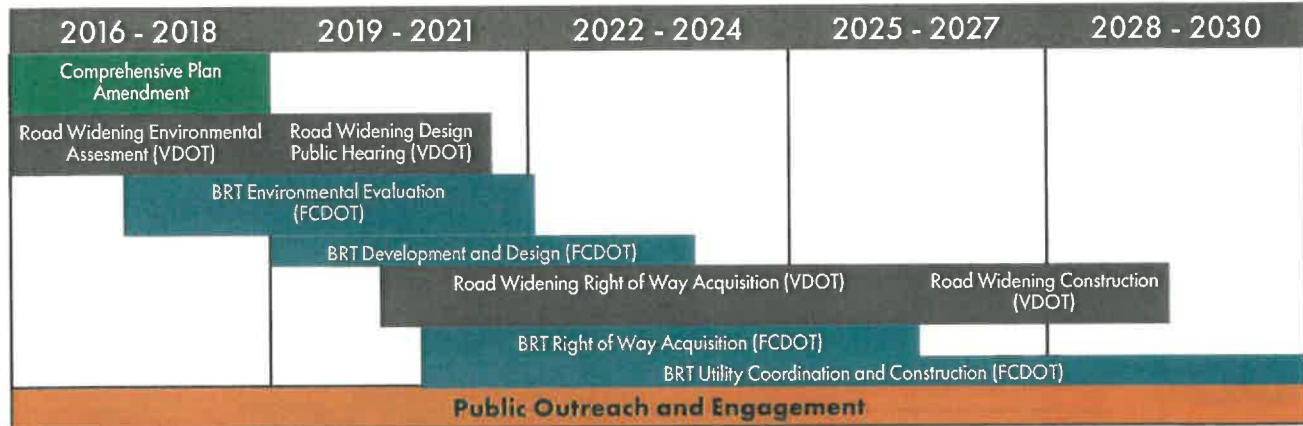 2016 - 2018
2019 - 2021
2022 - 2024
2025 - 2027
2028 - 2030
Comprehensive Plan
Amendment
Road Widening Environmental
Assesment (VDOT)
Road Widening Design
Public Hearing (VDOT)
BRT Environmental Evaluation
(FCDOT)
BRT Development and Design (FCDOT)
Road Widening Right of Way Acquisition (VDOT)
Road Widening Construction
(VDOT)
BRT Right of Way Acquisition (FCDOT)
BRT Utility Coordination and Construction (FCDOT)
Public Outreach and Engagement